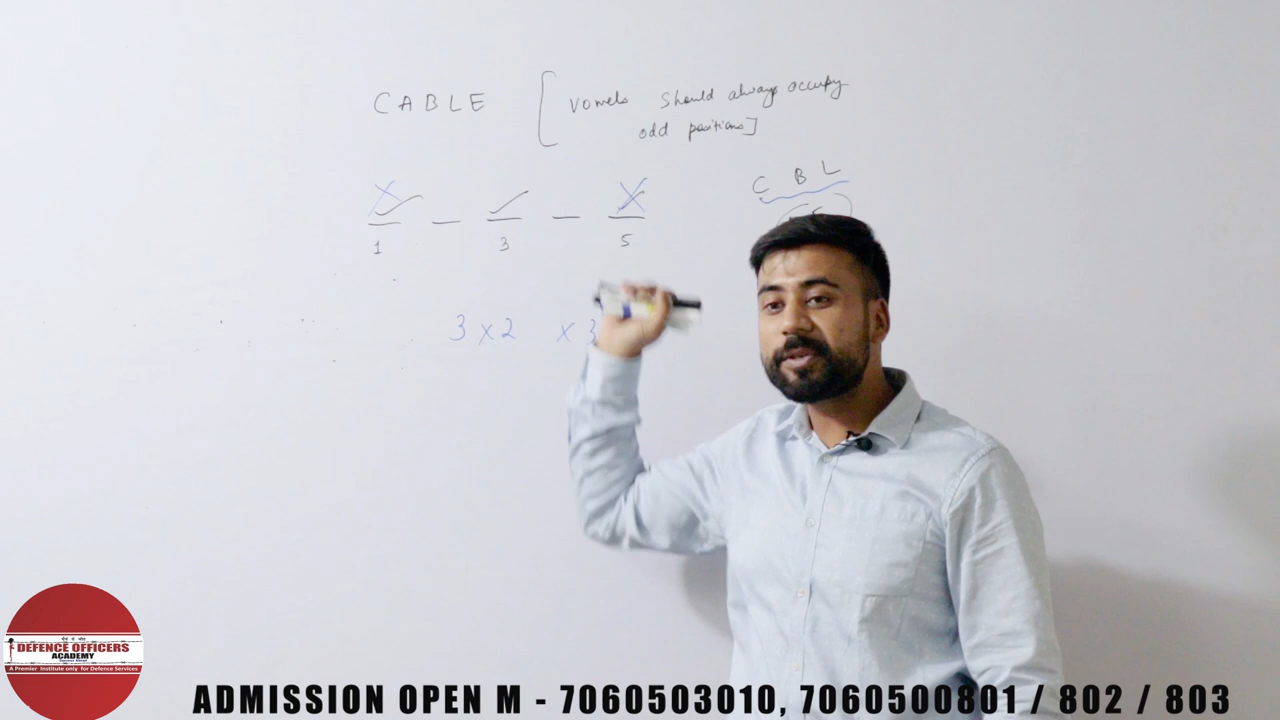 CABLE [ vowels should always occupy
odd positions]
C B L
1 3 5
3 x 2 x 3
DEFENCE OFFICERS
ACADEMY
A Premier Institute only for Defence Services
ADMISSION OPEN M - 7060503010, 7060500801 / 802 / 803